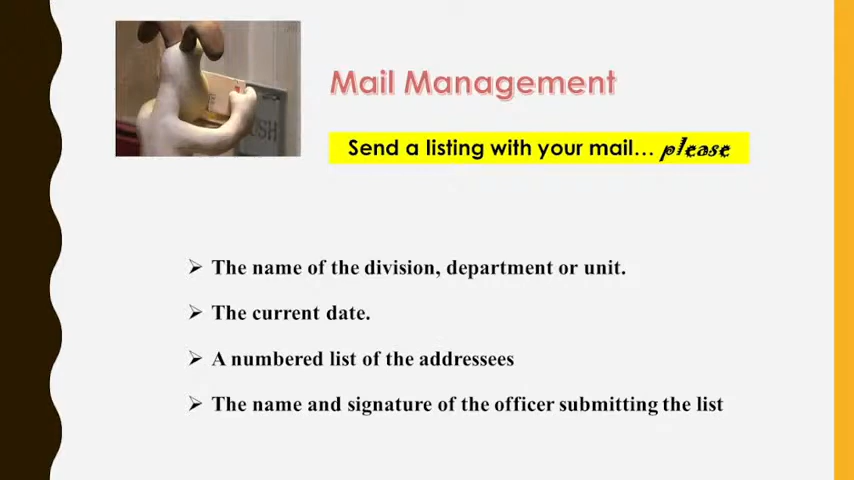 Mail Management
Send a listing with your mail... please
The name of the division, department or unit.
The current date.
A numbered list of the addressees
The name and signature of the officer submitting the list